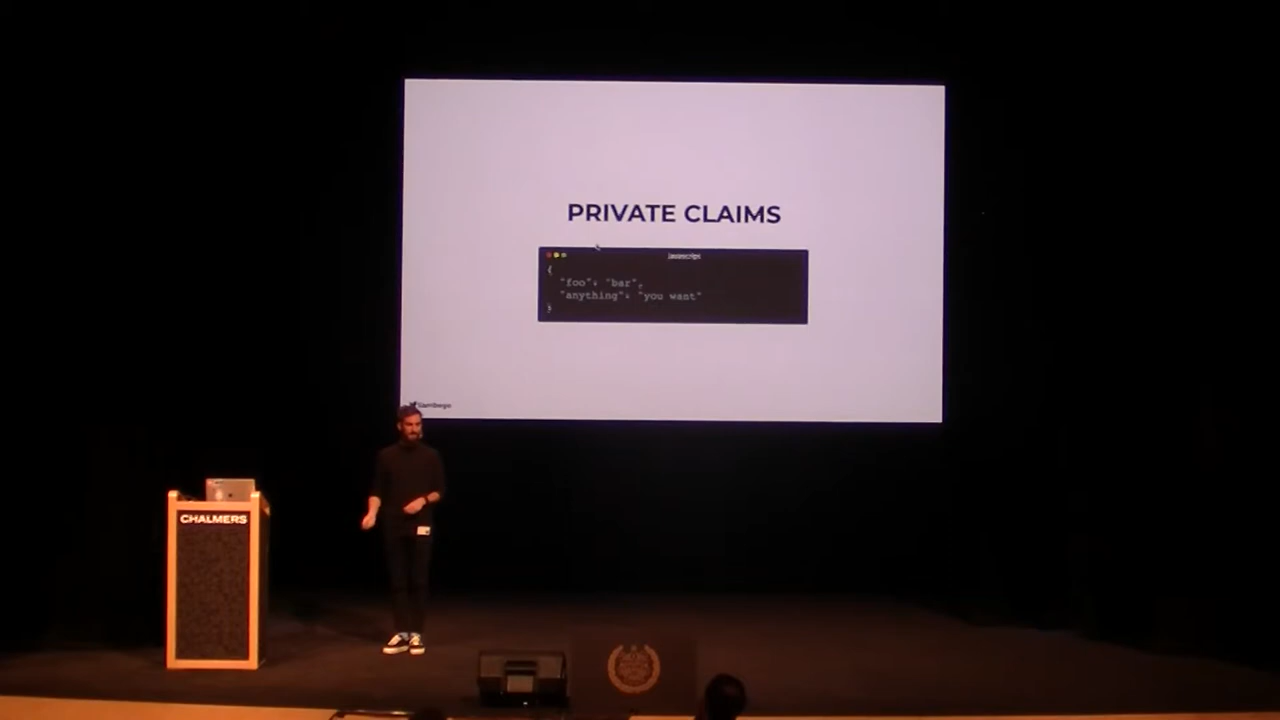 PRIVATE CLAIMS
javascript
{
"foo": "bar",
"anything": "you want"
}
CHALMERS